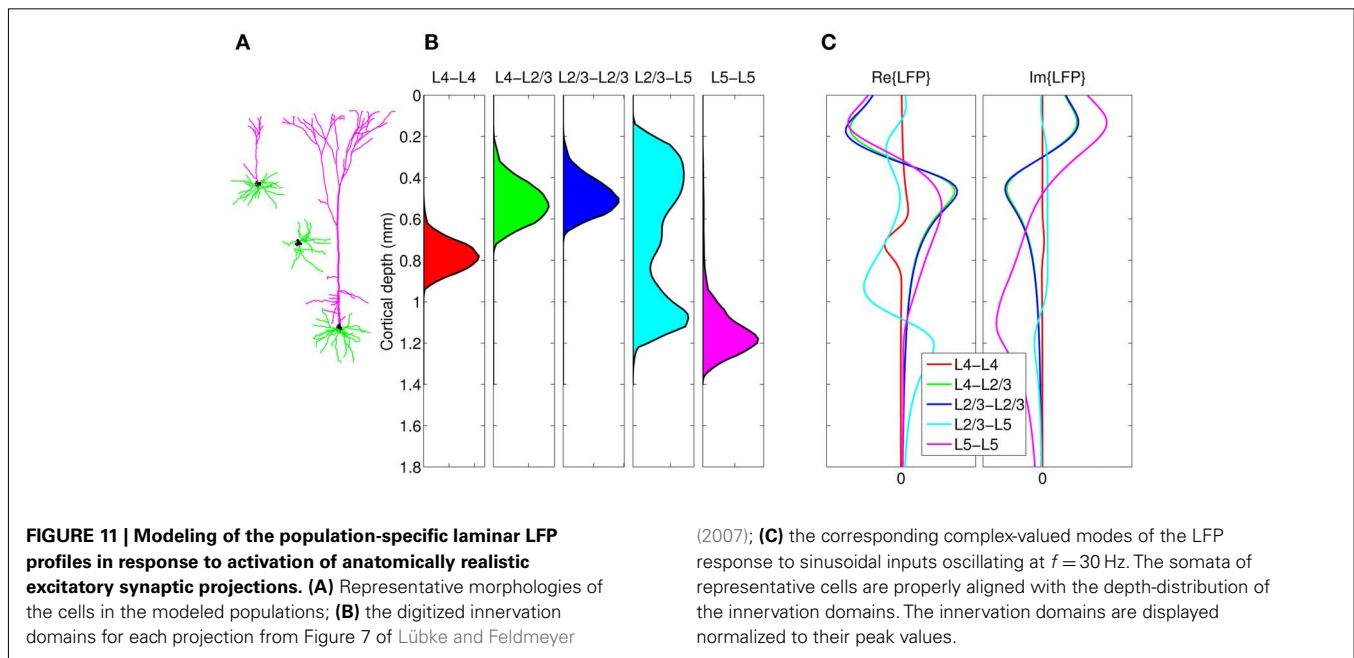 A
B
C
L4–L4
L4–L2/3
L2/3–L2/3
L2/3–L5
L5–L5
Re{LFP}
Im{LFP}
Cortical depth (mm)
0
0.2
0.4
0.6
0.8
1
1.2
1.4
1.6
1.8
L4–L4
L4–L2/3
L2/3–L2/3
L2/3–L5
L5–L5
0
0
FIGURE 11 | Modeling of the population-specific laminar LFP
profiles in response to activation of anatomically realistic
excitatory synaptic projections. (A) Representative morphologies of
the cells in the modeled populations; (B) the digitized innervation
domains for each projection from Figure 7 of Lübke and Feldmeyer
(2007); (C) the corresponding complex-valued modes of the LFP
response to sinusoidal inputs oscillating at f = 30 Hz. The somata of
representative cells are properly aligned with the depth-distribution of
the innervation domains. The innervation domains are displayed
normalized to their peak values.